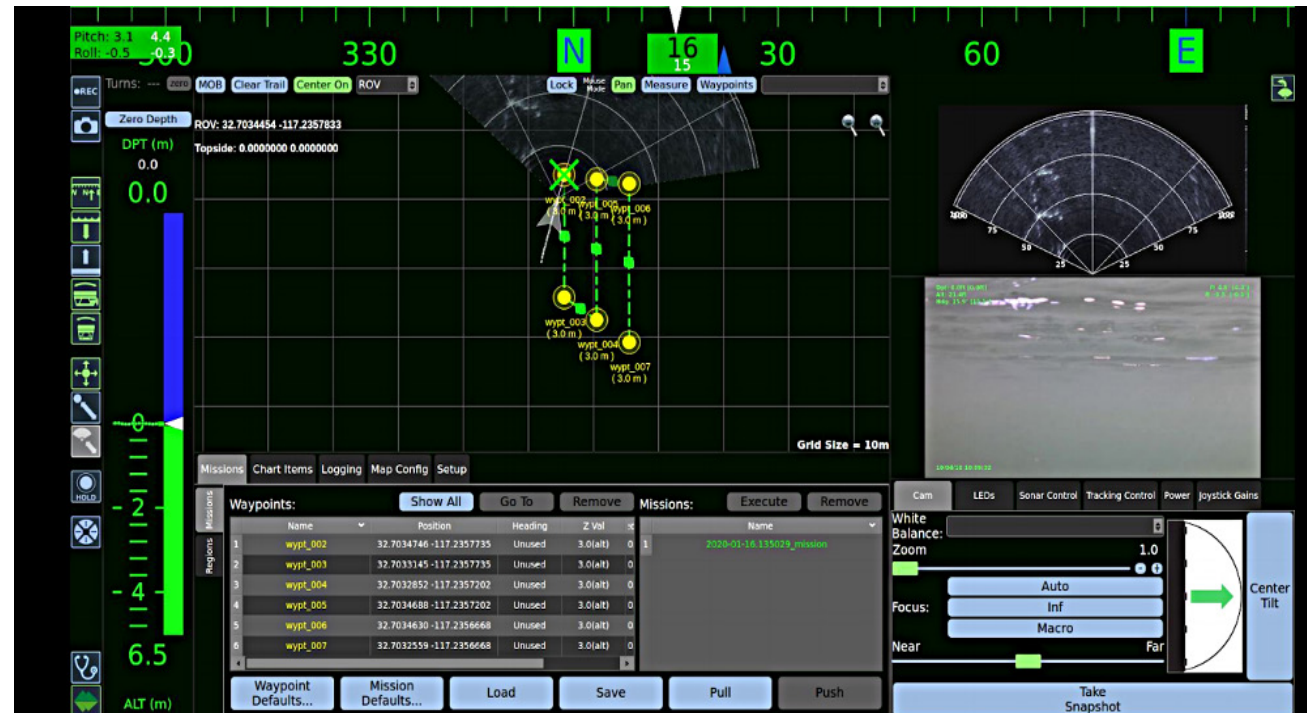 Pitch: 3.1 4.4
Roll: -0.5 -0.3
330 N 16 30 60 E
15
REC
Turns: --- zero MOB Clear Trail Center On ROV Lock Mouse Mode Pan Measure Waypoints
Zero Depth
ROV: 32.7034454 -117.2357833
DPT (m)
Topside: 0.0000000 0.0000000
0.0
0.0
wypt_002
wypt_005
wypt_006
(3.0 m)
(3.0 m)
wypt_003
(3.0 m)
wypt_004
(3.0 m)
wypt_007
(3.0 m)
75 50 25 25 50 75
Grid Size = 10m
0
- 2 -
- 4 -
6.5
ALT (m)
HOLD
Missions Chart Items Logging Map Config Setup
Missions
Regions
Waypoints: Show All Go To Remove Missions: Execute Remove
Name Position Heading Z Val Name
1 wypt_002 32.7034746 -117.2357735 Unused 3.0(alt) 0 1 2020-01-16.135029_mission
2 wypt_003 32.7033145 -117.2357735 Unused 3.0(alt) 0
3 wypt_004 32.7032852 -117.2357202 Unused 3.0(alt) 0
4 wypt_005 32.7034688 -117.2357202 Unused 3.0(alt) 0
5 wypt_006 32.7034630 -117.2356668 Unused 3.0(alt) 0
6 wypt_007 32.7032559 -117.2356668 Unused 3.0(alt) 0
Waypoint Defaults... Mission Defaults... Load Save Pull Push
Cam LEDs Sonar Control Tracking Control Power Joystick Gains
White
Balance:
Zoom 1.0
Auto
Focus: Inf
Macro
Near Far
Center
Tilt
Take
Snapshot